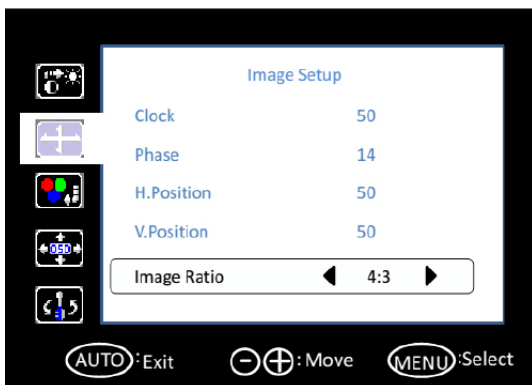 Image Setup
Clock 50
Phase 14
H.Position 50
V.Position 50
Image Ratio 4:3
OSD
AUTO:Exit -+:Move MENU:Select